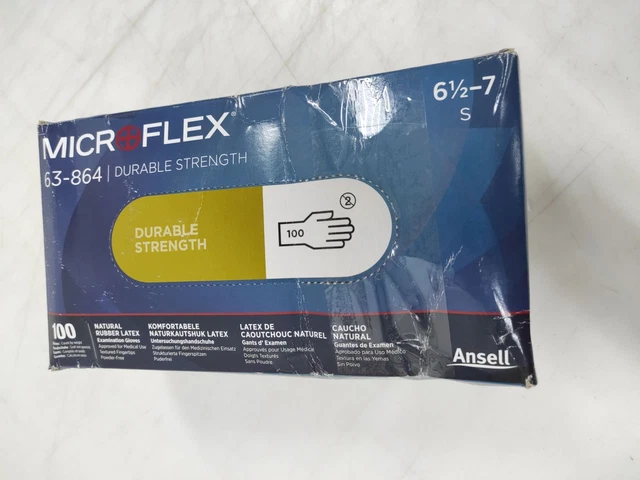 MICROFLEX®
63-864 | DURABLE STRENGTH
6½–7
S
DURABLE
STRENGTH
100
2
100
NATURAL
RUBBER LATEX
Examination Gloves
Approved for Medical Use
Textured Fingertips
Powder-Free
KOMFORTABELE
NATURKAUTSHUK LATEX
Untersuchungshandschuhe
Zugelassen für den Medizinischen Einsatz
Strukturierte Fingerspitzen
Puderfrei
LATEX DE
CAOUTCHOUC NATUREL
Gants d' Examen
Approuvés pour Usage Médical
Doigts Texturés
Sans Poudre
CAUCHO
NATURAL
Guantes de Examen
Aprobado para Uso Médico
Textura en las Yemas
Sin Polvo
Ansell